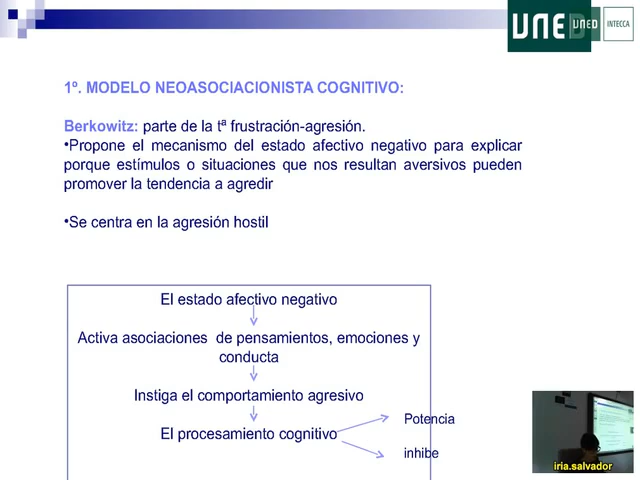 UNED
UNED
INTECCA
1º. MODELO NEOASOCIACIONISTA COGNITIVO:
Berkowitz: parte de la tª frustración-agresión.
•Propone el mecanismo del estado afectivo negativo para explicar
porque estímulos o situaciones que nos resultan aversivos pueden
promover la tendencia a agredir
•Se centra en la agresión hostil
El estado afectivo negativo
Activa asociaciones de pensamientos, emociones y
conducta
Instiga el comportamiento agresivo
El procesamiento cognitivo
Potencia
inhibe
iria.salvador